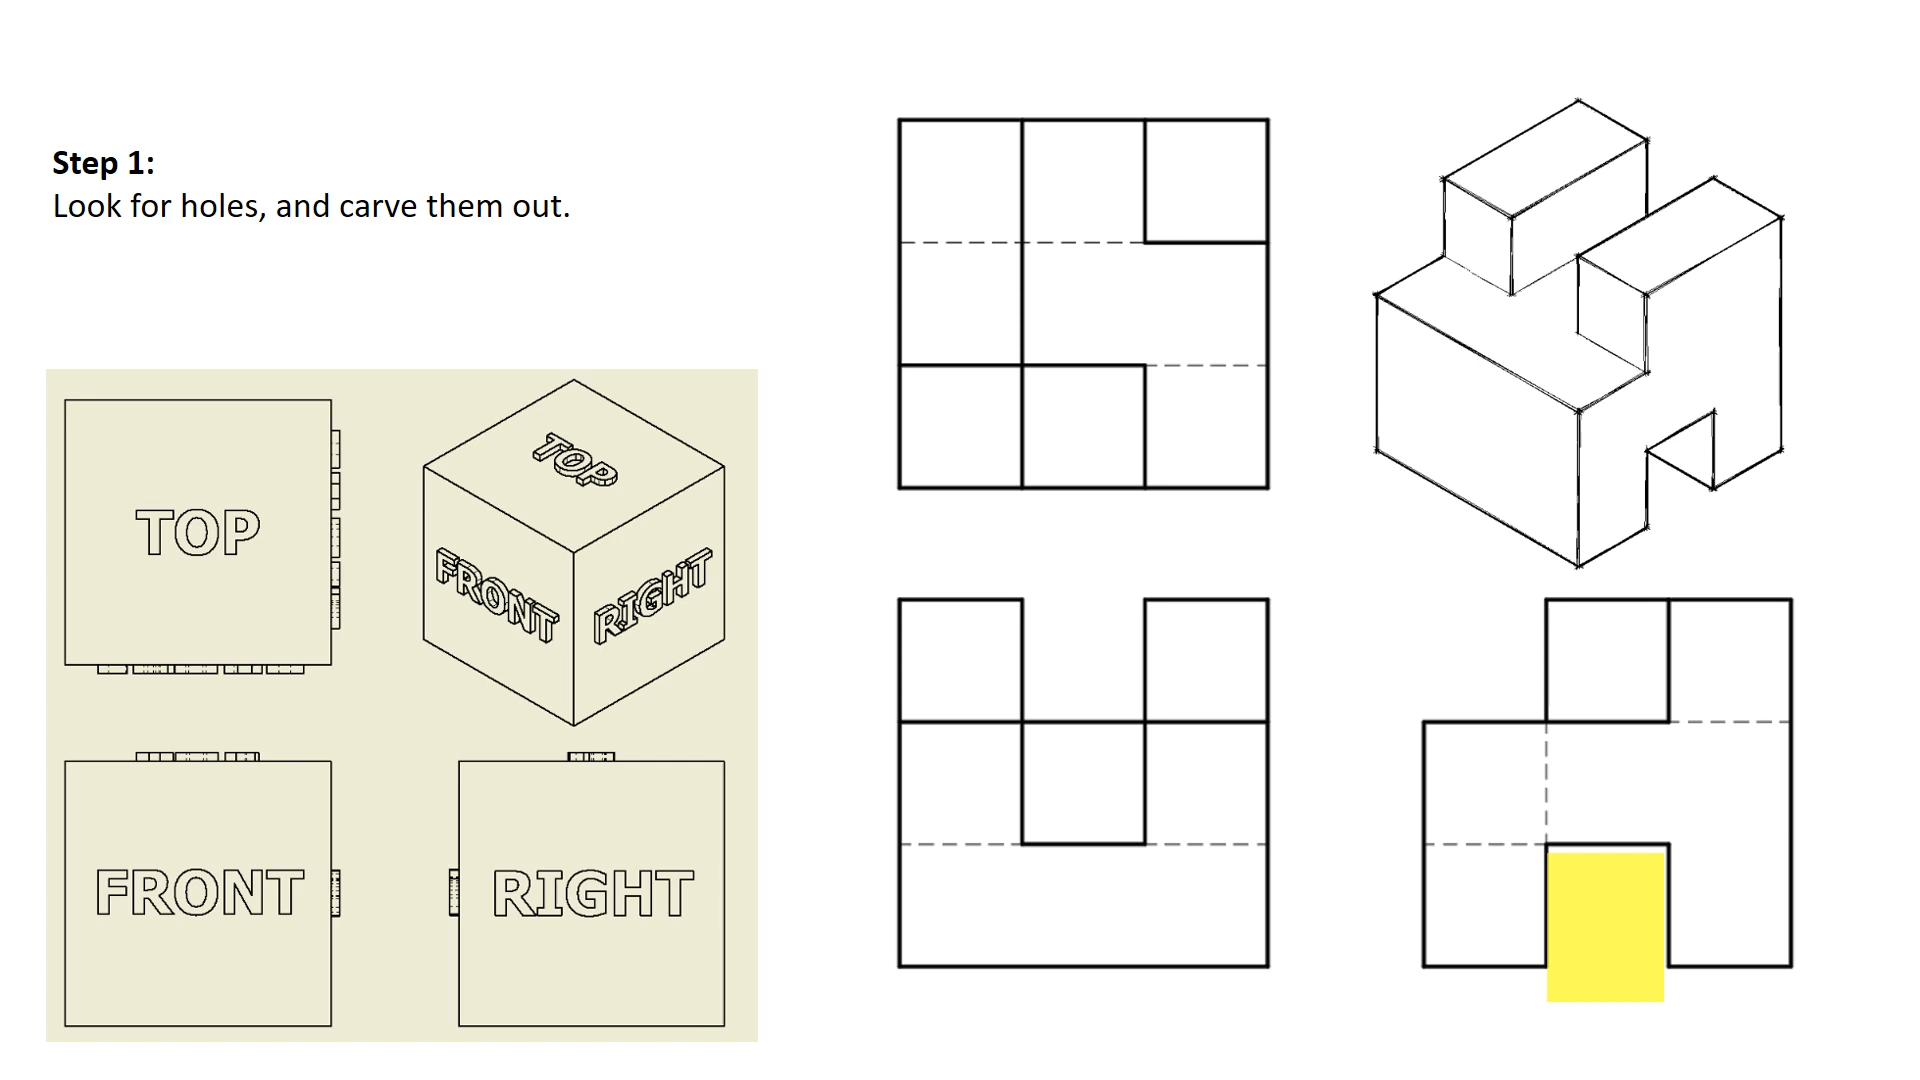 Step 1:
Look for holes, and carve them out.
TOP
TOP
FRONT
RIGHT
FRONT
RIGHT